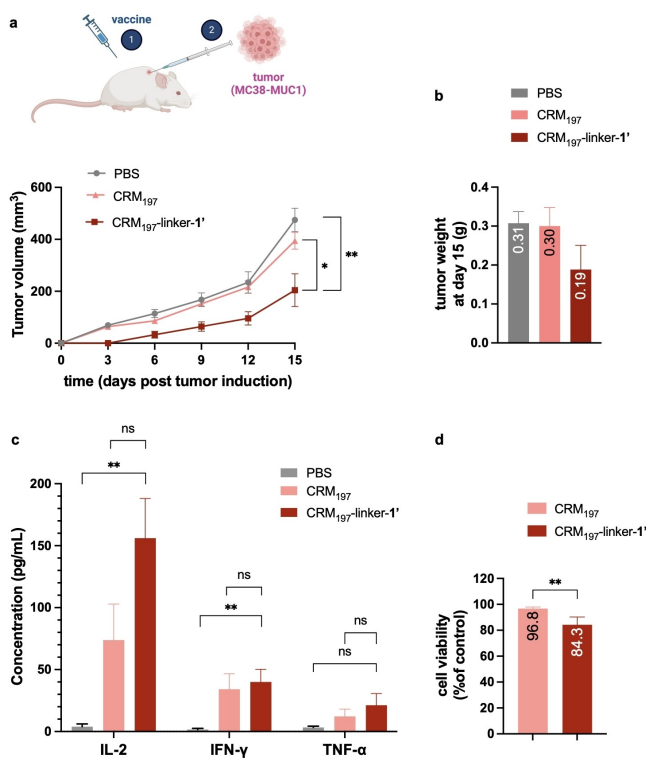 a
vaccine
1
2
tumor
(MC38-MUC1)
PBS
CRM197
CRM197-linker-1'
Tumor volume (mm3)
600
400
200
0
0 3 6 9 12 15
time (days post tumor induction)
*
**
b
PBS
CRM197
CRM197-linker-1'
tumor weight
at day 15 (g)
0.4
0.3
0.2
0.1
0.0
0.31
0.30
0.19
c
ns
**
ns
**
ns
ns
PBS
CRM197
CRM197-linker-1'
Concentration (pg/mL)
200
150
100
50
0
IL-2 IFN-γ TNF-α
d
CRM197
CRM197-linker-1'
**
cell viability
(%of control)
120
100
80
60
40
20
0
96.8
84.3